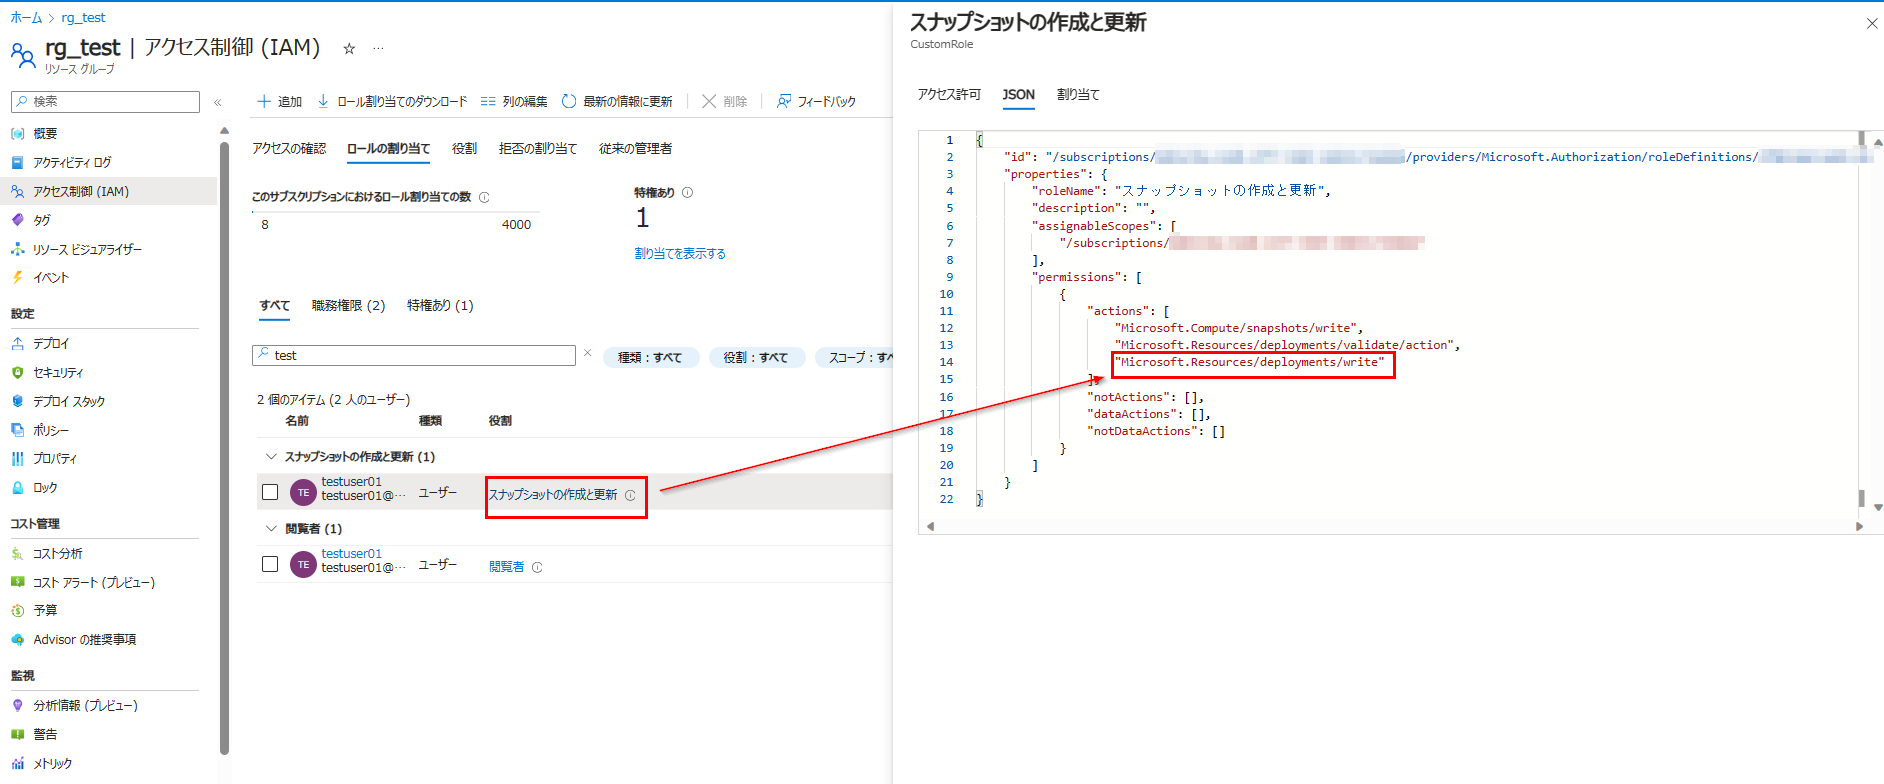 ホーム > rg_test
rg_test | アクセス制御 (IAM) ☆ …
リソース グループ
検索
«
概要
アクティビティ ログ
アクセス制御 (IAM)
タグ
リソース ビジュアライザー
イベント
設定
デプロイ
セキュリティ
デプロイ スタック
ポリシー
プロパティ
ロック
コスト管理
コスト分析
コスト アラート (プレビュー)
予算
Advisor の推奨事項
監視
分析情報 (プレビュー)
警告
メトリック
追加 ロール割り当てのダウンロード 列の編集 最新の情報に更新 削除 フィードバック
アクセスの確認 ロールの割り当て 役割 拒否の割り当て 従来の管理者
このサブスクリプションにおけるロール割り当ての数
8 4000
特権あり
1
割り当てを表示する
すべて 職務権限 (2) 特権あり (1)
test
種類 : すべて 役割 : すべて スコープ : すべ
2 個のアイテム (2 人のユーザー)
名前 種類 役割
スナップショットの作成と更新 (1)
TE testuser01
testuser01@… ユーザー スナップショットの作成と更新
閲覧者 (1)
TE testuser01
testuser01@… ユーザー 閲覧者
スナップショットの作成と更新
CustomRole
アクセス許可 JSON 割り当て
1 {
2 "id": "/subscriptions/ /providers/Microsoft.Authorization/roleDefinitions/
3 "properties": {
4 "roleName": "スナップショットの作成と更新",
5 "description": "",
6 "assignableScopes": [
7 "/subscriptions/
8 ],
9 "permissions": [
10 {
11 "actions": [
12 "Microsoft.Compute/snapshots/write",
13 "Microsoft.Resources/deployments/validate/action",
14 "Microsoft.Resources/deployments/write"
15 ],
16 "notActions": [],
17 "dataActions": [],
18 "notDataActions": []
19 }
20 ]
21 }
22 }